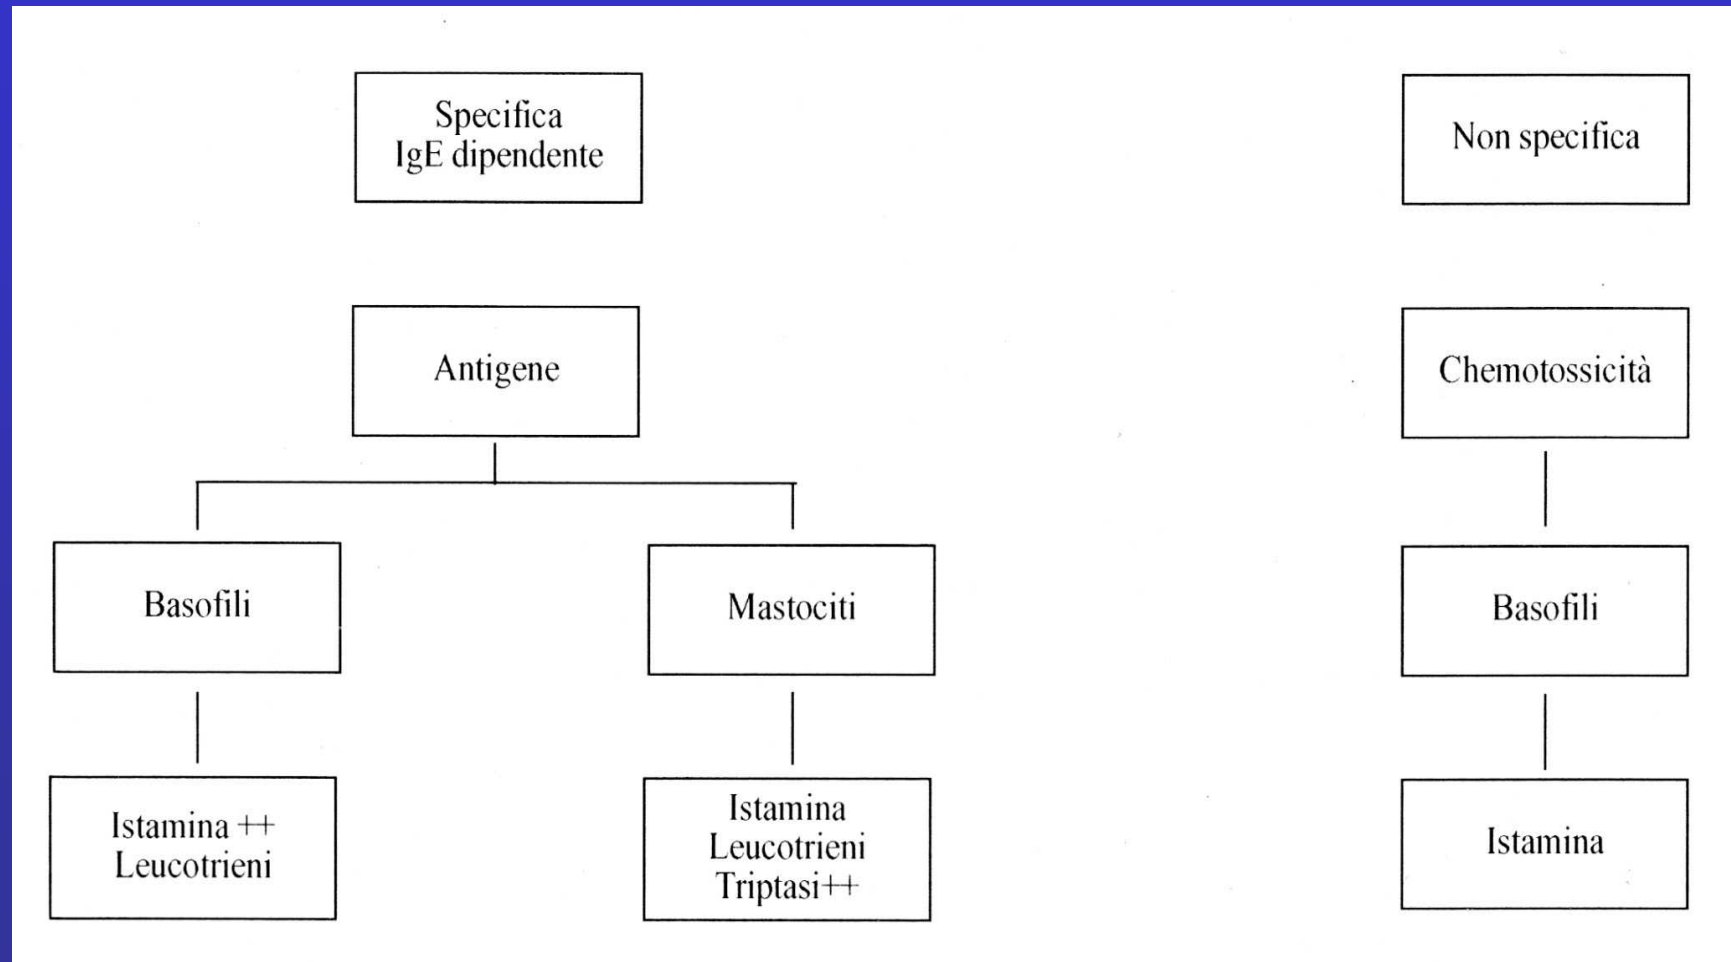 Specifica
IgE dipendente
Non specifica
Antigene
Chemotossicità
Basofili
Mastociti
Basofili
Istamina ++
Leucotrieni
Istamina
Leucotrieni
Triptasi++
Istamina